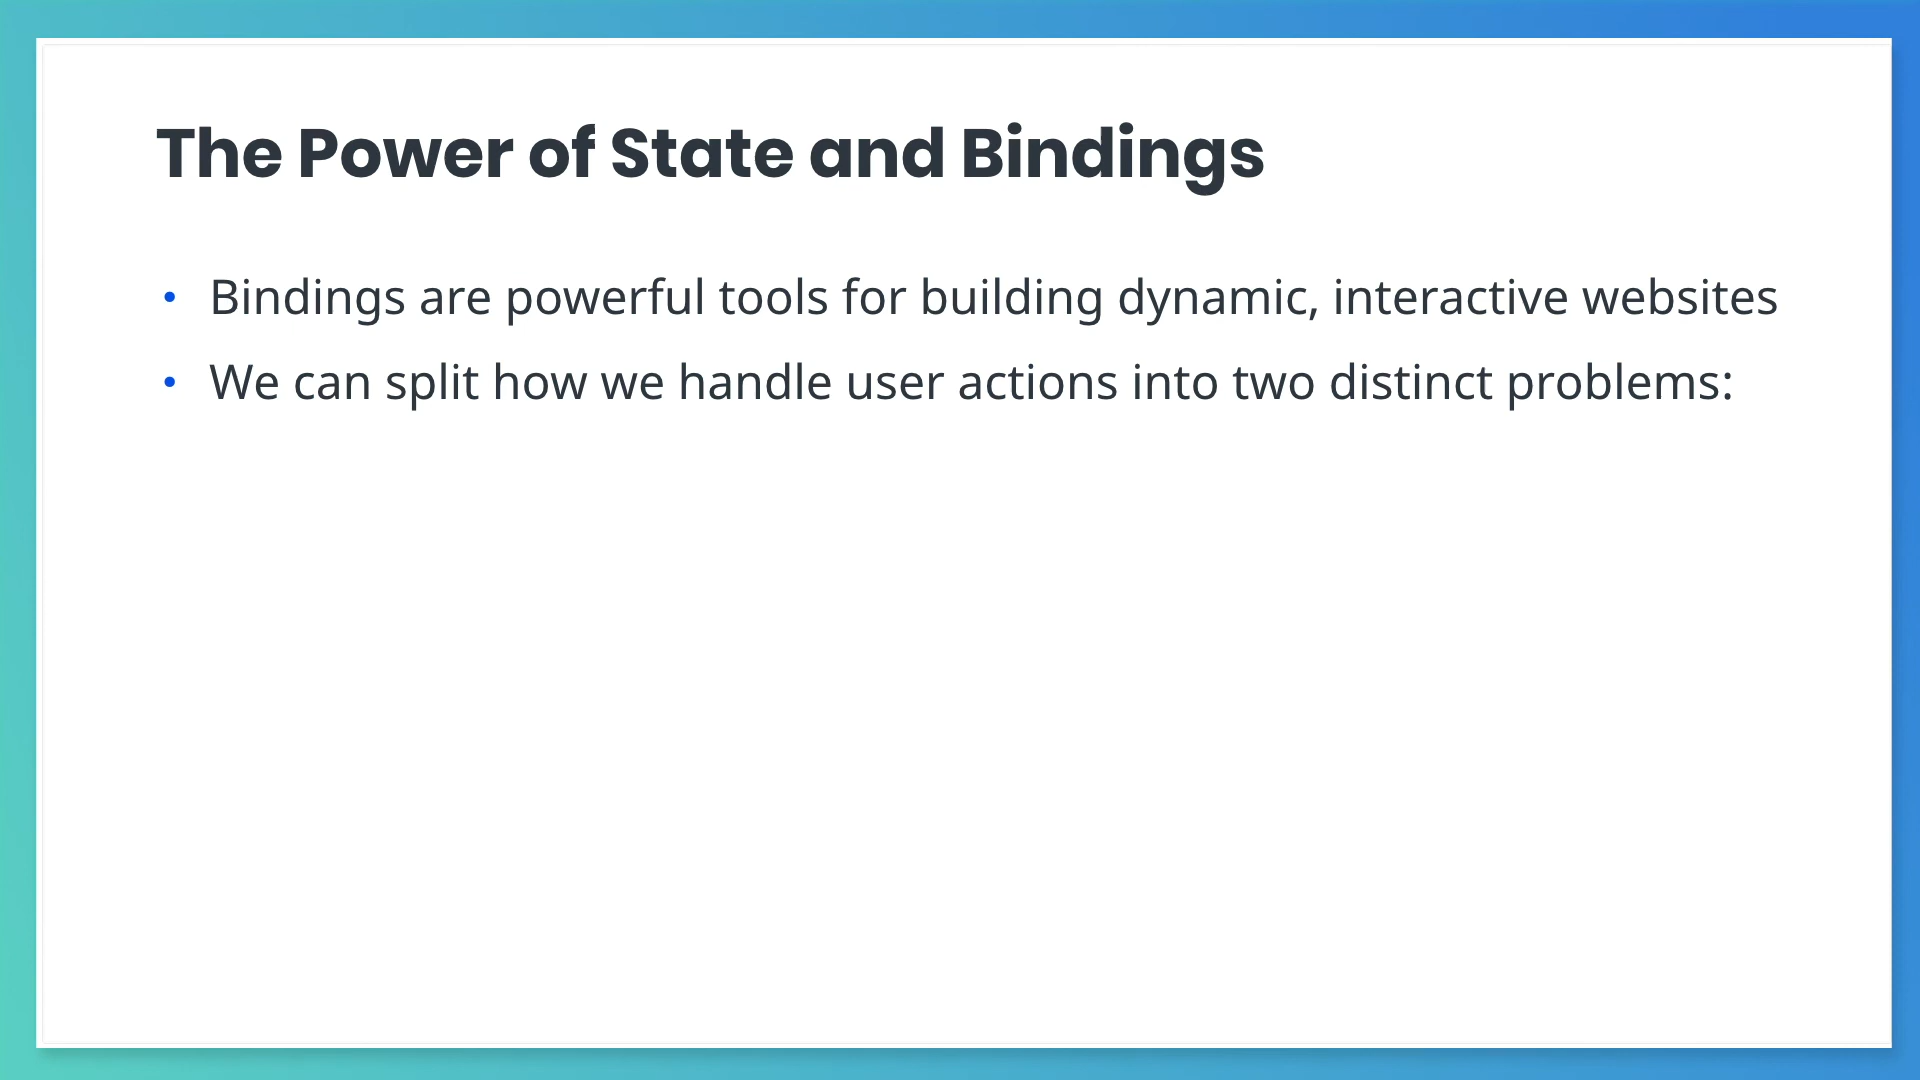 The Power of State and Bindings
• Bindings are powerful tools for building dynamic, interactive websites
• We can split how we handle user actions into two distinct problems: